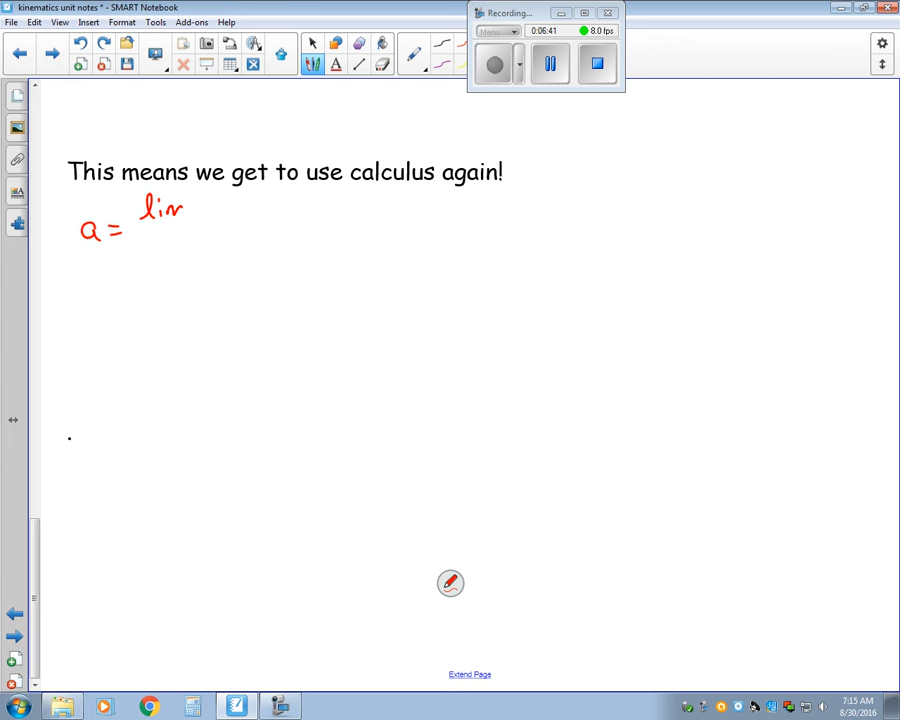 kinematics unit notes * - SMART Notebook
File Edit View Insert Format Tools Add-ons Help
Recording...
Menu 0:06:41 8.0 fps
This means we get to use calculus again!
lim
a =
.
Extend Page
7:15 AM
8/30/2016